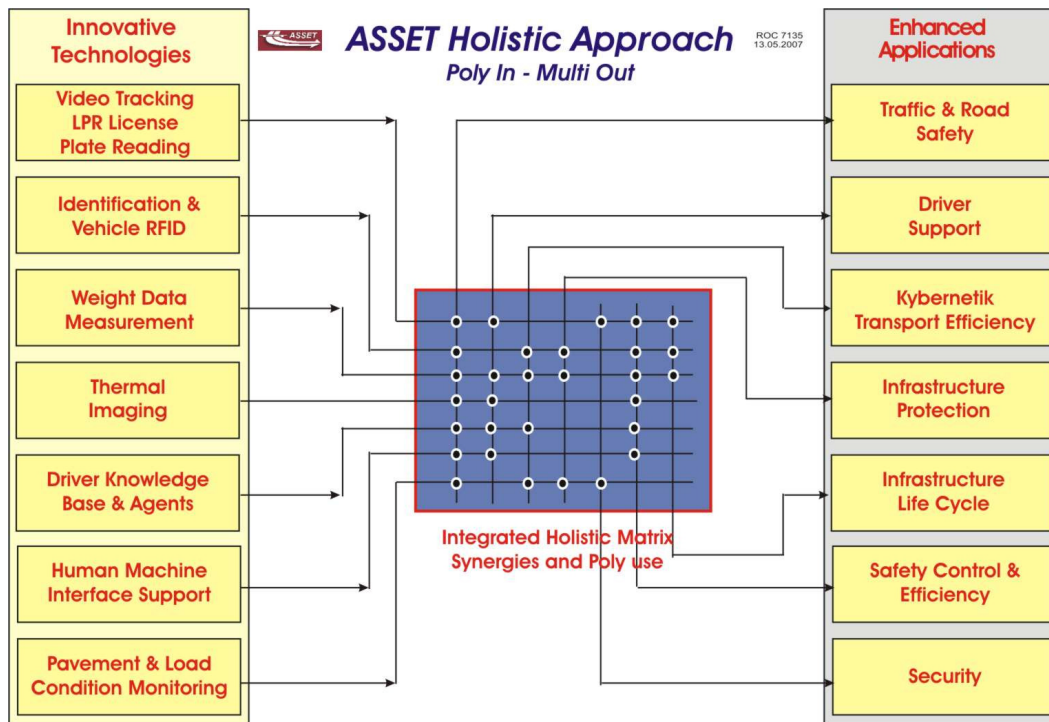 Innovative
Technologies
Video Tracking
LPR License
Plate Reading
Identification &
Vehicle RFID
Weight Data
Measurement
Thermal
Imaging
Driver Knowledge
Base & Agents
Human Machine
Interface Support
Pavement & Load
Condition Monitoring
ASSET
ASSET Holistic Approach
Poly In - Multi Out
ROC 7135
13.05.2007
Integrated Holistic Matrix
Synergies and Poly use
Enhanced
Applications
Traffic & Road
Safety
Driver
Support
Kybernetik
Transport Efficiency
Infrastructure
Protection
Infrastructure
Life Cycle
Safety Control &
Efficiency
Security